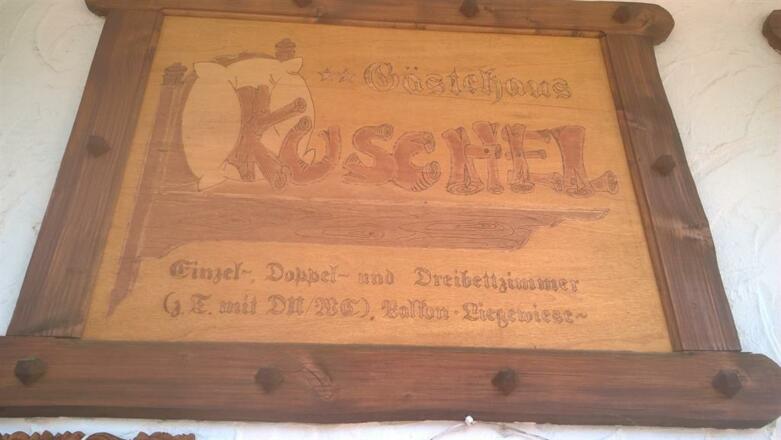 ** Gästehaus
KUSCHEL
Einzel~, Doppel~ und Dreibettzimmer
(z.T. mit DU/WC), Balkon · Liegewiese~